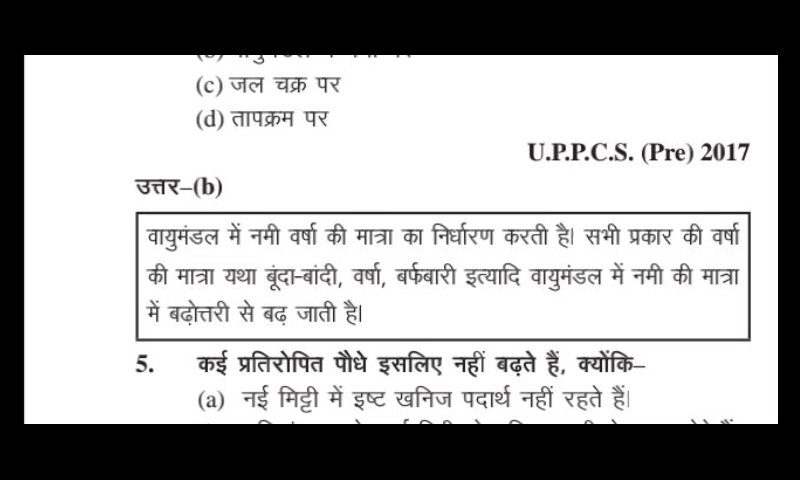 (c) जल चक्र पर
(d) तापक्रम पर
U.P.P.C.S. (Pre) 2017
उत्तर–(b)
वायुमंडल में नमी वर्षा की मात्रा का निर्धारण करती है। सभी प्रकार की वर्षा
की मात्रा यथा बूंदा-बांदी, वर्षा, बर्फबारी इत्यादि वायुमंडल में नमी की मात्रा
में बढ़ोत्तरी से बढ़ जाती है।
5. कई प्रतिरोपित पौधे इसलिए नहीं बढ़ते हैं, क्योंकि–
(a) नई मिट्टी में इष्ट खनिज पदार्थ नहीं रहते हैं।